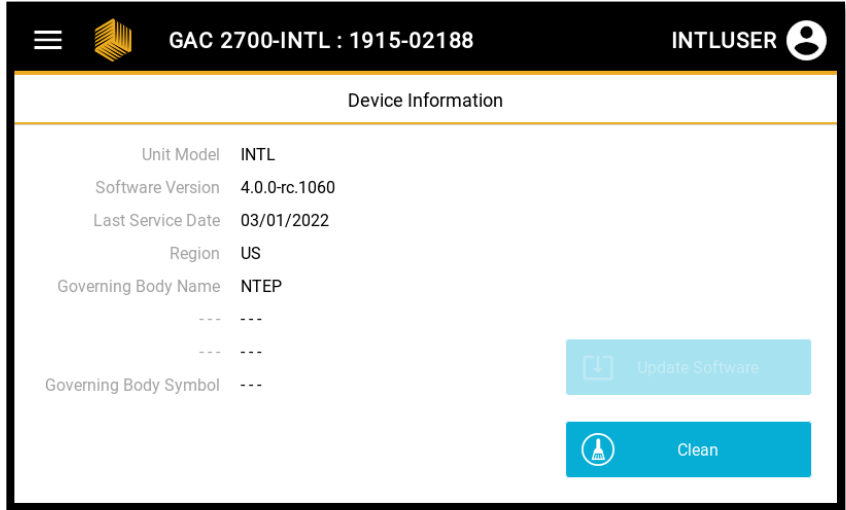 GAC 2700-INTL : 1915-02188 INTLUSER
Device Information
Unit Model INTL
Software Version 4.0.0-rc.1060
Last Service Date 03/01/2022
Region US
Governing Body Name NTEP
--- ---
--- ---
Governing Body Symbol ---
Update Software
Clean